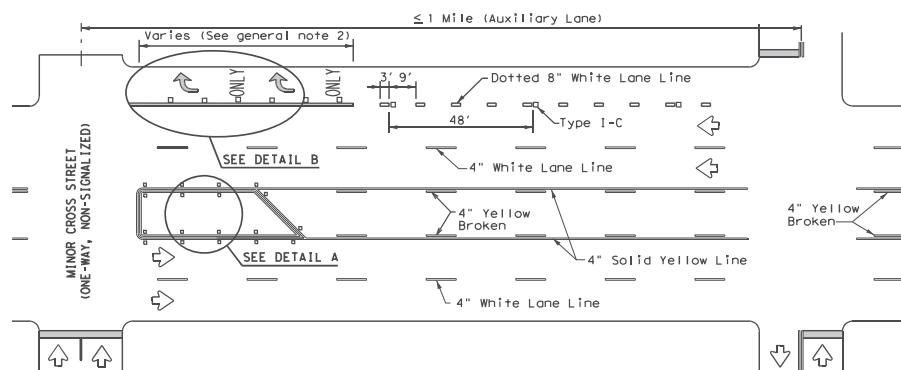 ≤ 1 Mile (Auxiliary Lane)
Varies (See general note 2)
ONLY
ONLY
3' 9'
Dotted 8" White Lane Line
48'
Type I-C
SEE DETAIL B
4" White Lane Line
MINOR CROSS STREET
(ONE-WAY, NON-SIGNALIZED)
4" Yellow
Broken
4" Yellow
Broken
SEE DETAIL A
4" Solid Yellow Line
4" White Lane Line